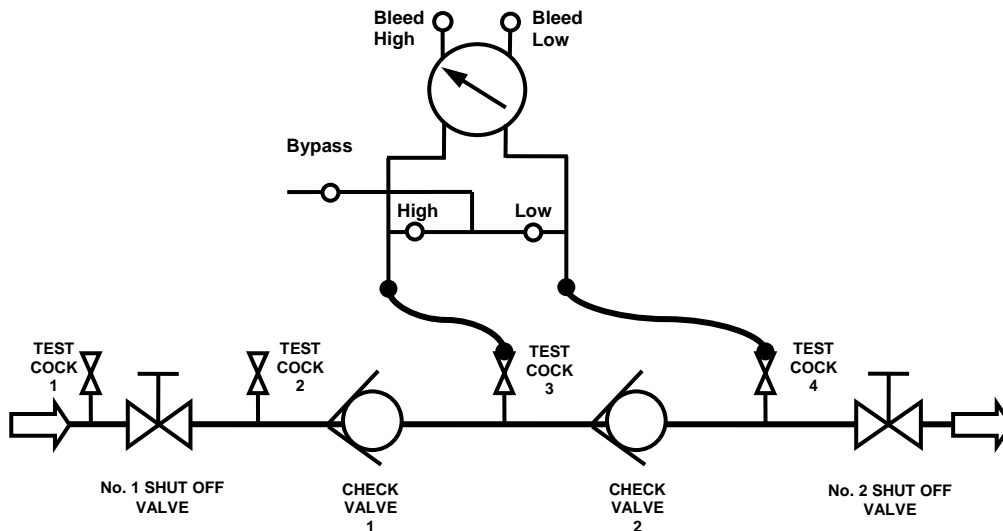 Bleed
High
Bleed
Low
Bypass
High
Low
TEST
COCK
1
TEST
COCK
2
TEST
COCK
3
TEST
COCK
4
No. 1 SHUT OFF
VALVE
CHECK
VALVE
1
CHECK
VALVE
2
No. 2 SHUT OFF
VALVE